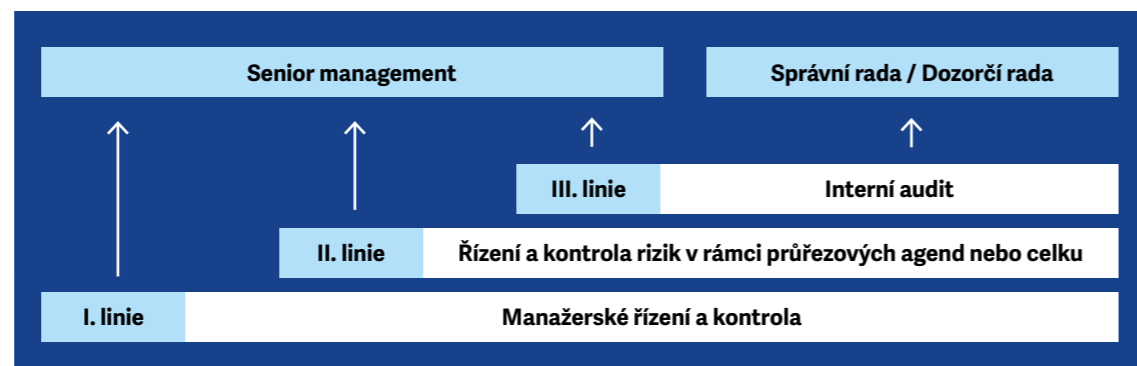 Senior management
Správní rada / Dozorčí rada
III. linie
Interní audit
II. linie
Řízení a kontrola rizik v rámci průřezových agend nebo celku
I. linie
Manažerské řízení a kontrola